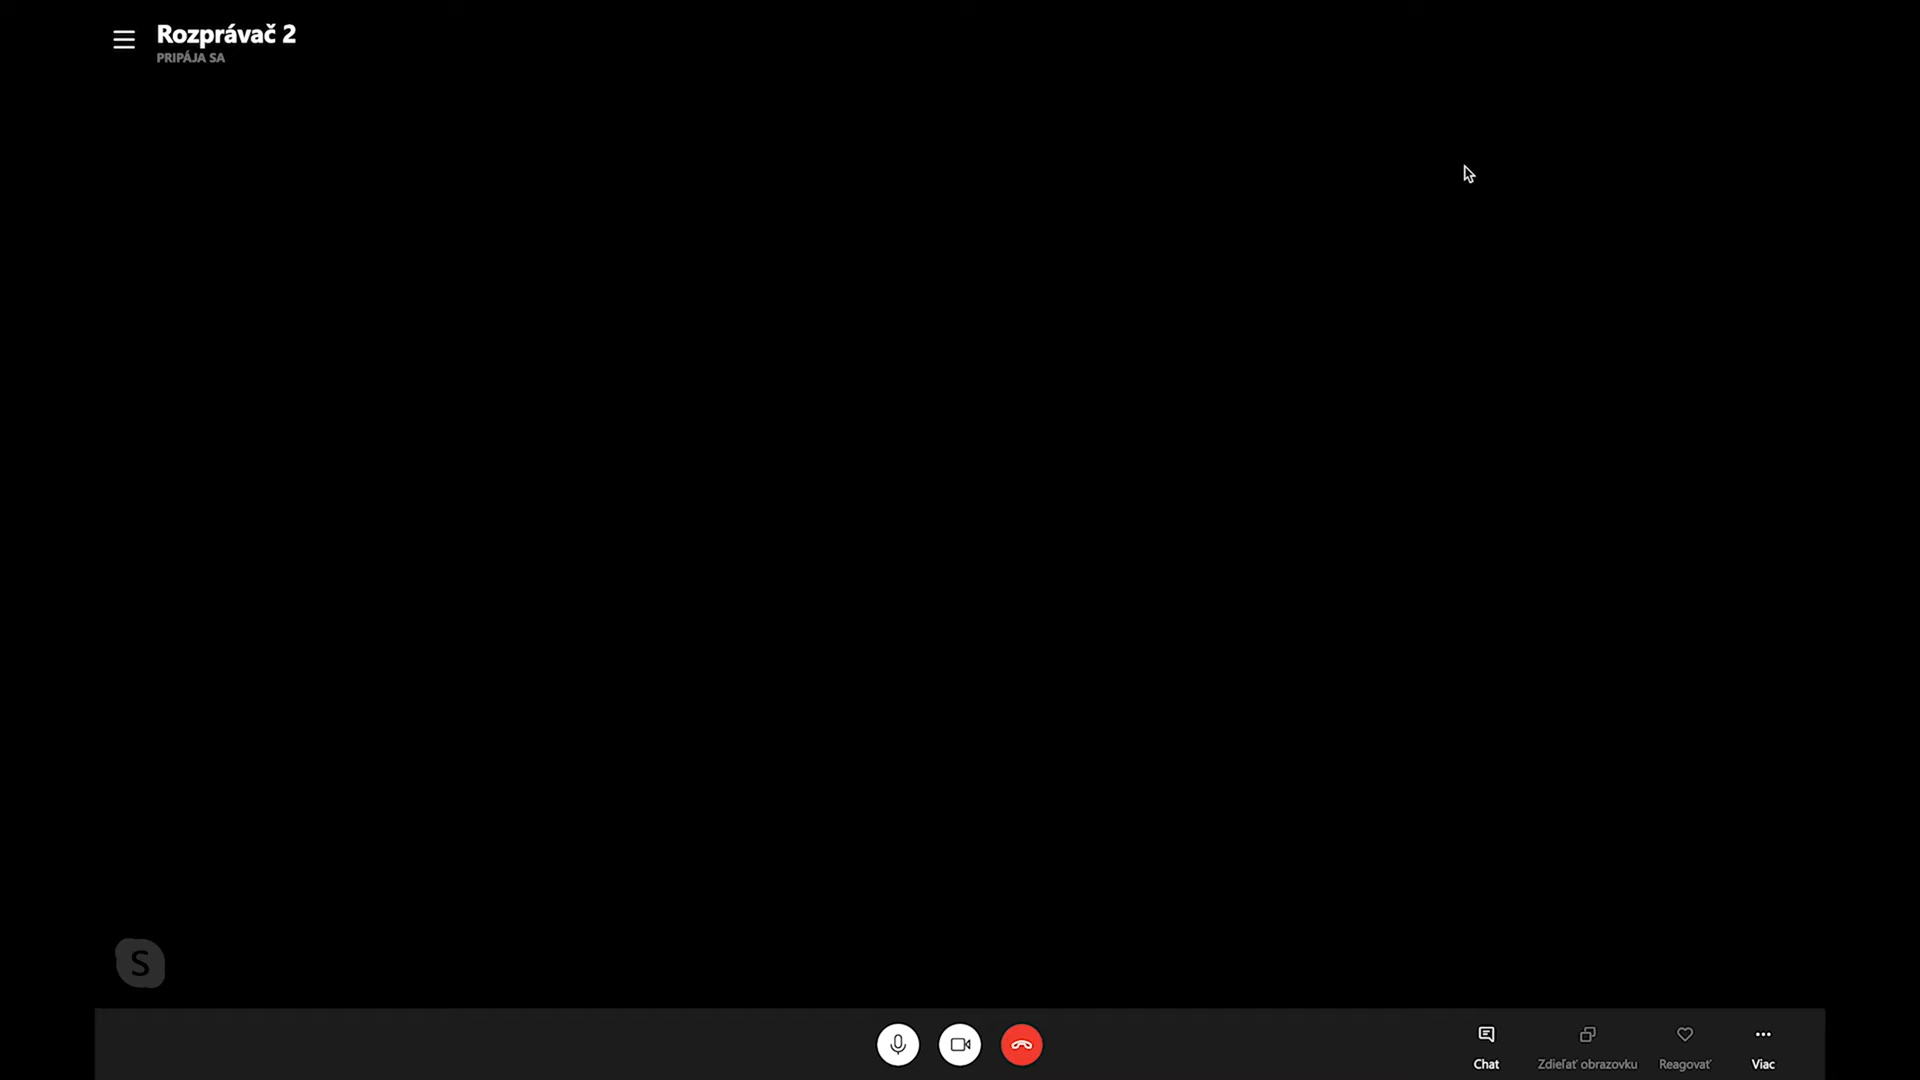 Rozprávač 2
PRIPÁJA SA
S
Chat
Zdieľať obrazovku
Reagovať
Viac